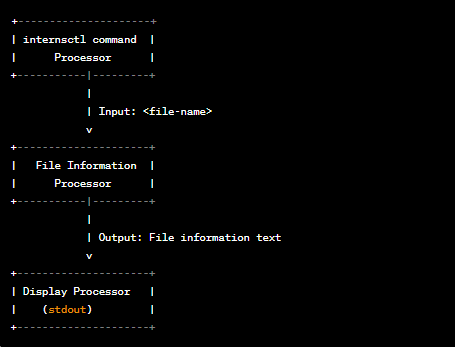 +---------------------+
| internsctl command  |
|      Processor      |
+-----------|---------+
            |
            | Input: <file-name>
            v
+---------------------+
|   File Information  |
|      Processor      |
+-----------|---------+
            |
            | Output: File information text
            v
+---------------------+
| Display Processor   |
|    (stdout)         |
+---------------------+